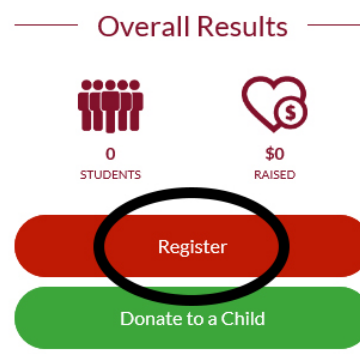 Overall Results
$
0
$0
STUDENTS
RAISED
Register
Donate to a Child